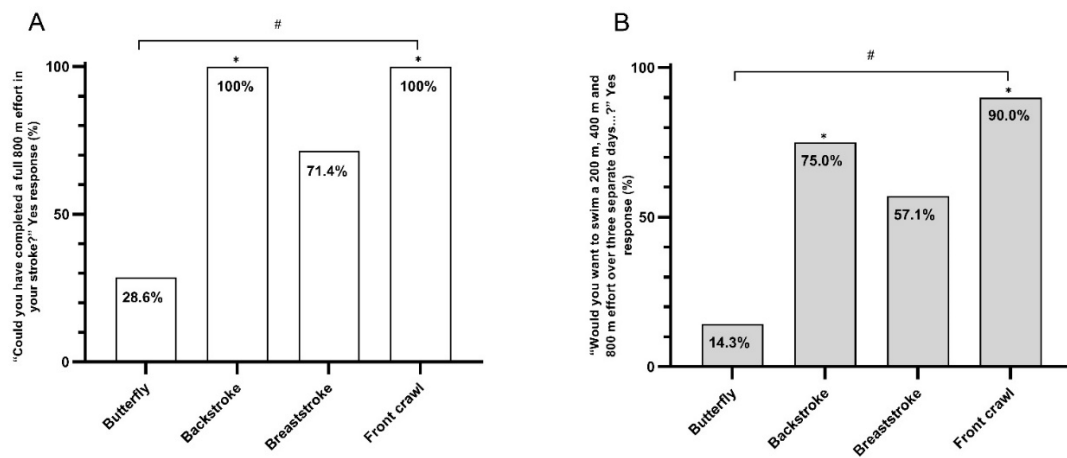 A
#
"Could you have completed a full 800 m effort in
your stroke?" Yes response (%)
100
50
0
*
100%
*
100%
71.4%
28.6%
Butterfly
Backstroke
Breaststroke
Front crawl
B
#
"Would you want to swim a 200 m, 400 m and
800 m effort over three separate days...?" Yes
response (%)
100
50
0
*
90.0%
*
75.0%
57.1%
14.3%
Butterfly
Backstroke
Breaststroke
Front crawl